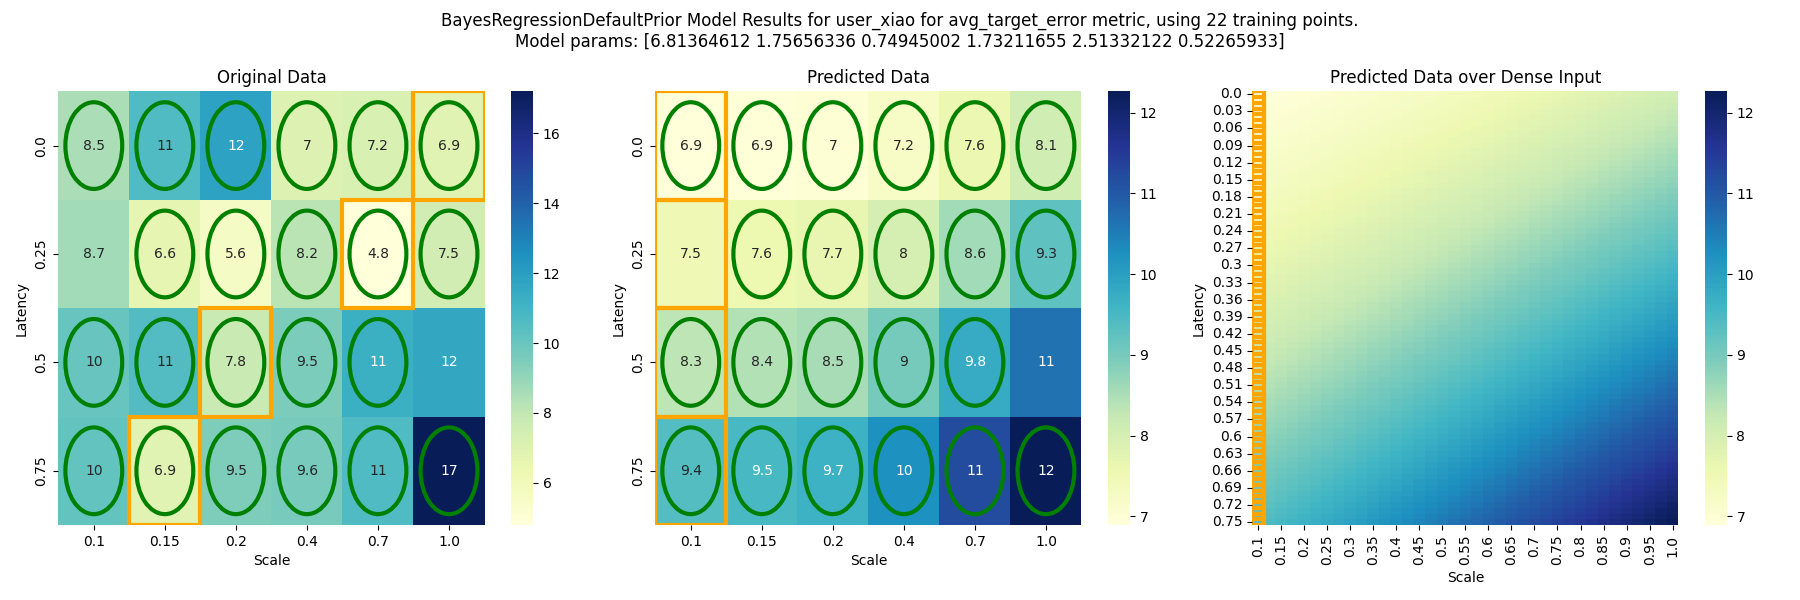 BayesRegressionDefaultPrior Model Results for user_xiao for avg_target_error metric, using 22 training points.
Model params: [6.81364612 1.75656336 0.74945002 1.73211655 2.51332122 0.52265933]
Original Data
Latency
0.0
0.25
0.5
0.75
8.5 11 12 7 7.2 6.9
8.7 6.6 5.6 8.2 4.8 7.5
10 11 7.8 9.5 11 12
10 6.9 9.5 9.6 11 17
0.1 0.15 0.2 0.4 0.7 1.0
Scale
16
14
12
10
8
6
Predicted Data
Latency
0.0
0.25
0.5
0.75
6.9 6.9 7 7.2 7.6 8.1
7.5 7.6 7.7 8 8.6 9.3
8.3 8.4 8.5 9 9.8 11
9.4 9.5 9.7 10 11 12
0.1 0.15 0.2 0.4 0.7 1.0
Scale
12
11
10
9
8
7
Predicted Data over Dense Input
Latency
0.0
0.03
0.06
0.09
0.12
0.15
0.18
0.21
0.24
0.27
0.3
0.33
0.36
0.39
0.42
0.45
0.48
0.51
0.54
0.57
0.6
0.63
0.66
0.69
0.72
0.75
0.1 0.15 0.2 0.25 0.3 0.35 0.4 0.45 0.5 0.55 0.6 0.65 0.7 0.75 0.8 0.85 0.9 0.95 1.0
Scale
12
11
10
9
8
7